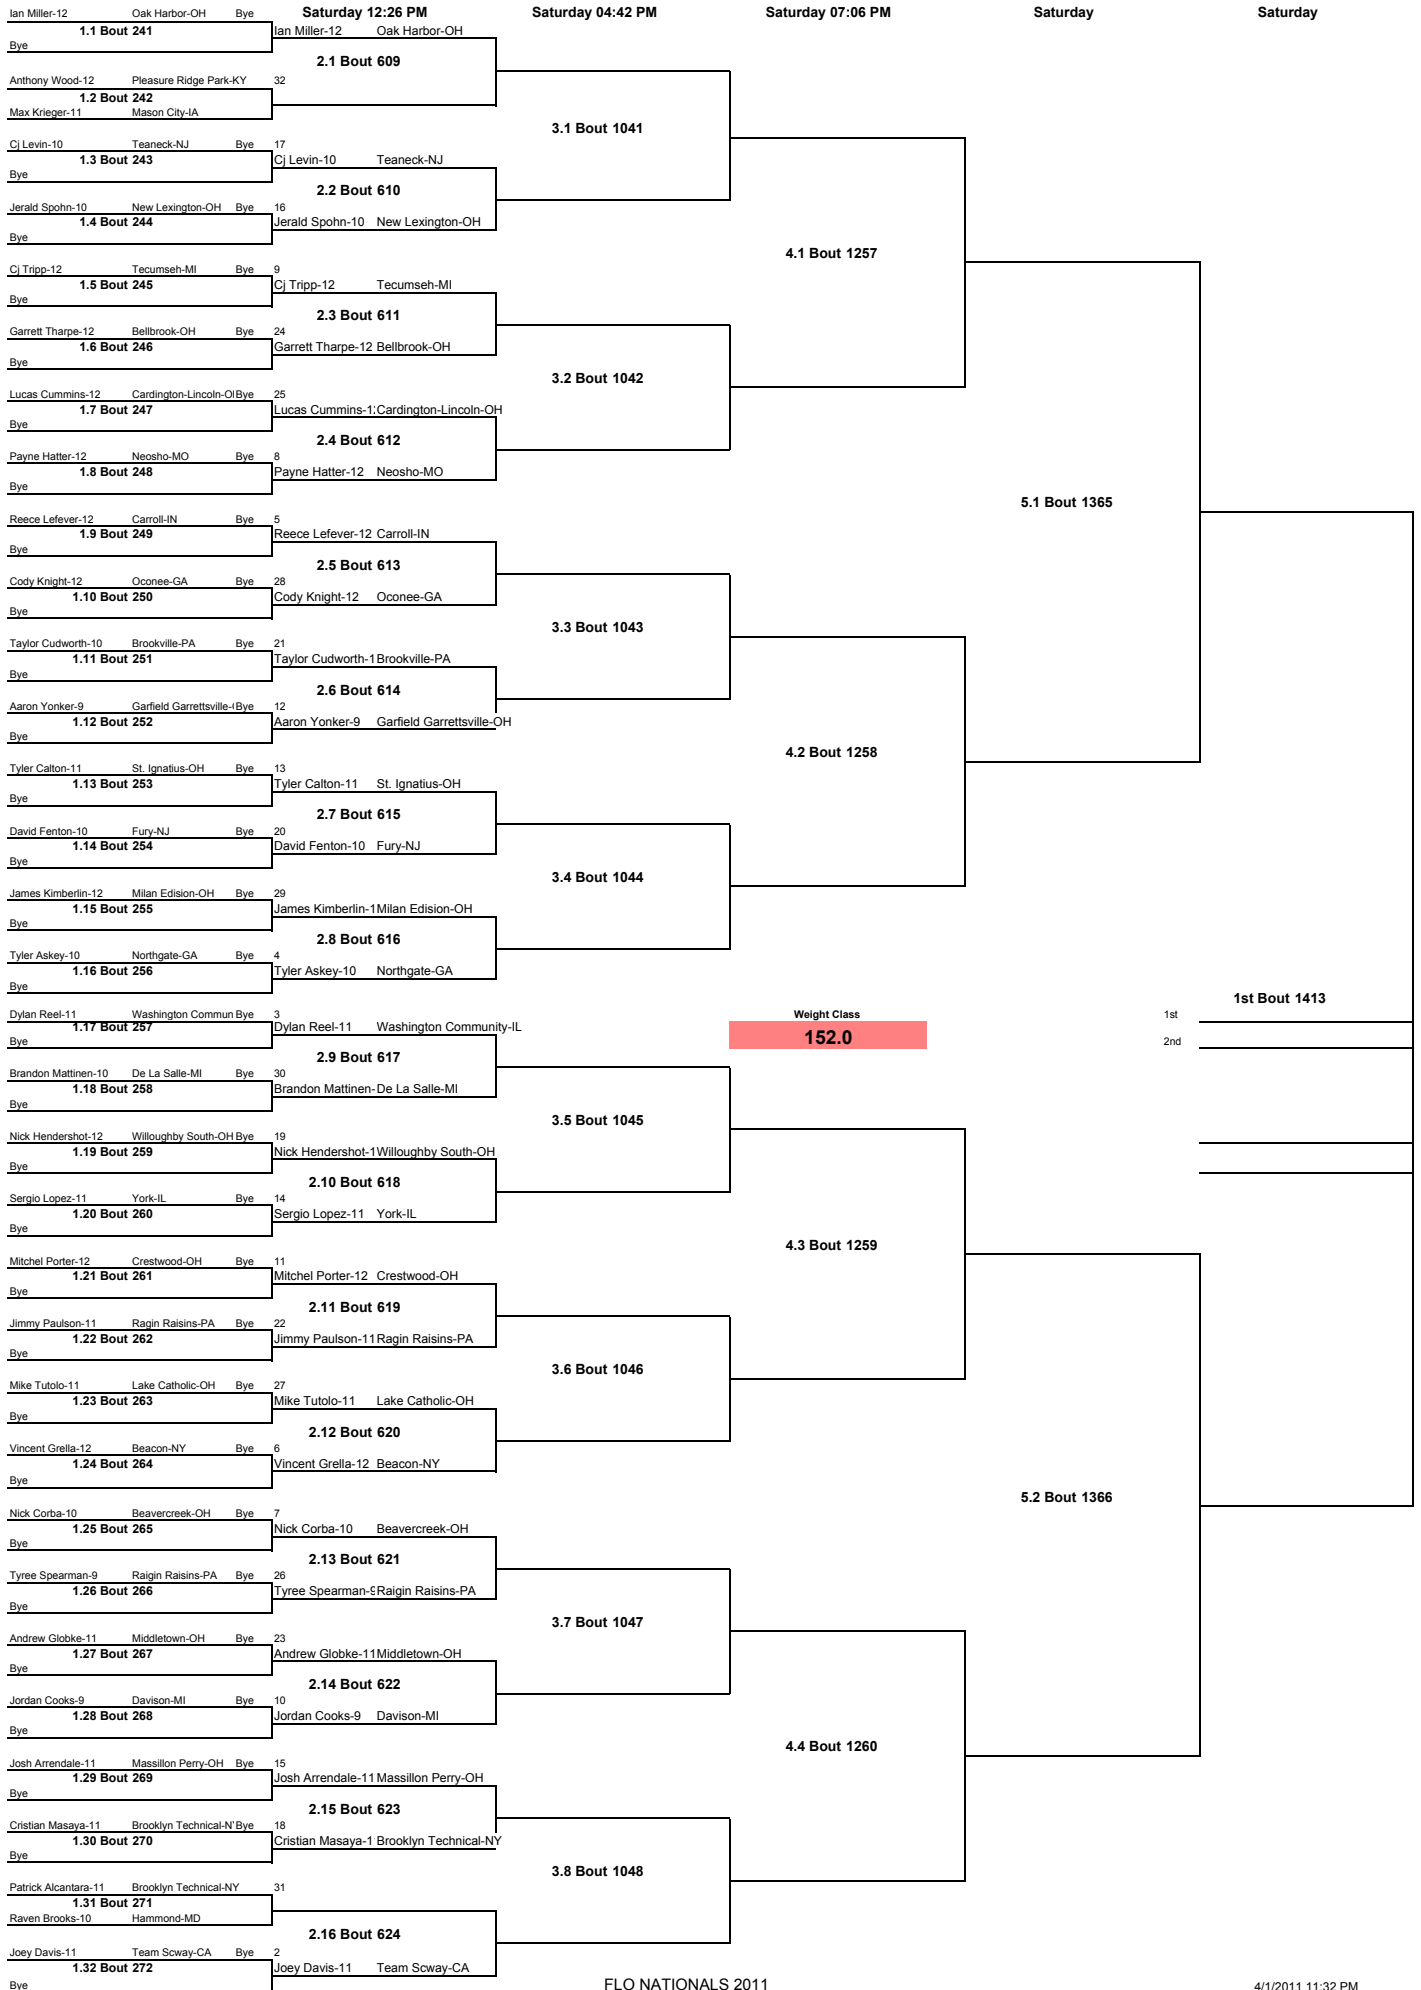 Saturday 12:26 PM Saturday 04:42 PM Saturday 07:06 PM Saturday Saturday
Ian Miller-12 Oak Harbor-OH Bye
1.1 Bout 241 Ian Miller-12 Oak Harbor-OH
Bye
2.1 Bout 609
Anthony Wood-12 Pleasure Ridge Park-KY 32
1.2 Bout 242
Max Krieger-11 Mason City-IA
3.1 Bout 1041
Cj Levin-10 Teaneck-NJ Bye 17
1.3 Bout 243 Cj Levin-10 Teaneck-NJ
Bye
2.2 Bout 610
Jerald Spohn-10 New Lexington-OH Bye 16
1.4 Bout 244 Jerald Spohn-10 New Lexington-OH
Bye
4.1 Bout 1257
Cj Tripp-12 Tecumseh-MI Bye 9
1.5 Bout 245 Cj Tripp-12 Tecumseh-MI
Bye
2.3 Bout 611
Garrett Tharpe-12 Bellbrook-OH Bye 24
1.6 Bout 246 Garrett Tharpe-12 Bellbrook-OH
Bye
3.2 Bout 1042
Lucas Cummins-12 Cardington-Lincoln-OI Bye 25
1.7 Bout 247 Lucas Cummins-1: Cardington-Lincoln-OH
Bye
2.4 Bout 612
Payne Hatter-12 Neosho-MO Bye 8
1.8 Bout 248 Payne Hatter-12 Neosho-MO
Bye
5.1 Bout 1365
Reece Lefever-12 Carroll-IN Bye 5
1.9 Bout 249 Reece Lefever-12 Carroll-IN
Bye
2.5 Bout 613
Cody Knight-12 Oconee-GA Bye 28
1.10 Bout 250 Cody Knight-12 Oconee-GA
Bye
3.3 Bout 1043
Taylor Cudworth-10 Brookville-PA Bye 21
1.11 Bout 251 Taylor Cudworth-1 Brookville-PA
Bye
2.6 Bout 614
Aaron Yonker-9 Garfield Garrettsville-( Bye 12
1.12 Bout 252 Aaron Yonker-9 Garfield Garrettsville-OH
Bye
4.2 Bout 1258
Tyler Calton-11 St. Ignatius-OH Bye 13
1.13 Bout 253 Tyler Calton-11 St. Ignatius-OH
Bye
2.7 Bout 615
David Fenton-10 Fury-NJ Bye 20
1.14 Bout 254 David Fenton-10 Fury-NJ
Bye
3.4 Bout 1044
James Kimberlin-12 Milan Edision-OH Bye 29
1.15 Bout 255 James Kimberlin-1 Milan Edision-OH
Bye
2.8 Bout 616
Tyler Askey-10 Northgate-GA Bye 4
1.16 Bout 256 Tyler Askey-10 Northgate-GA
Bye
1st Bout 1413
Dylan Reel-11 Washington Commun Bye 3 Weight Class 1st
1.17 Bout 257 Dylan Reel-11 Washington Community-IL
Bye 152.0 2nd
2.9 Bout 617
Brandon Mattinen-10 De La Salle-MI Bye 30
1.18 Bout 258 Brandon Mattinen- De La Salle-MI
Bye
3.5 Bout 1045
Nick Hendershot-12 Willoughby South-OH Bye 19
1.19 Bout 259 Nick Hendershot-1 Willoughby South-OH
Bye
2.10 Bout 618
Sergio Lopez-11 York-IL Bye 14
1.20 Bout 260 Sergio Lopez-11 York-IL
Bye
4.3 Bout 1259
Mitchel Porter-12 Crestwood-OH Bye 11
1.21 Bout 261 Mitchel Porter-12 Crestwood-OH
Bye
2.11 Bout 619
Jimmy Paulson-11 Ragin Raisins-PA Bye 22
1.22 Bout 262 Jimmy Paulson-11 Ragin Raisins-PA
Bye
3.6 Bout 1046
Mike Tutolo-11 Lake Catholic-OH Bye 27
1.23 Bout 263 Mike Tutolo-11 Lake Catholic-OH
Bye
2.12 Bout 620
Vincent Grella-12 Beacon-NY Bye 6
1.24 Bout 264 Vincent Grella-12 Beacon-NY
Bye
5.2 Bout 1366
Nick Corba-10 Beavercreek-OH Bye 7
1.25 Bout 265 Nick Corba-10 Beavercreek-OH
Bye
2.13 Bout 621
Tyree Spearman-9 Raigin Raisins-PA Bye 26
1.26 Bout 266 Tyree Spearman-9 Raigin Raisins-PA
Bye
3.7 Bout 1047
Andrew Globke-11 Middletown-OH Bye 23
1.27 Bout 267 Andrew Globke-11 Middletown-OH
Bye
2.14 Bout 622
Jordan Cooks-9 Davison-MI Bye 10
1.28 Bout 268 Jordan Cooks-9 Davison-MI
Bye
4.4 Bout 1260
Josh Arrendale-11 Massillon Perry-OH Bye 15
1.29 Bout 269 Josh Arrendale-11 Massillon Perry-OH
Bye
2.15 Bout 623
Cristian Masaya-11 Brooklyn Technical-N' Bye 18
1.30 Bout 270 Cristian Masaya-1 Brooklyn Technical-NY
Bye
3.8 Bout 1048
Patrick Alcantara-11 Brooklyn Technical-NY 31
1.31 Bout 271
Raven Brooks-10 Hammond-MD
2.16 Bout 624
Joey Davis-11 Team Scway-CA Bye 2
1.32 Bout 272 Joey Davis-11 Team Scway-CA
Bye FLO NATIONALS 2011 4/1/2011 11:32 PM